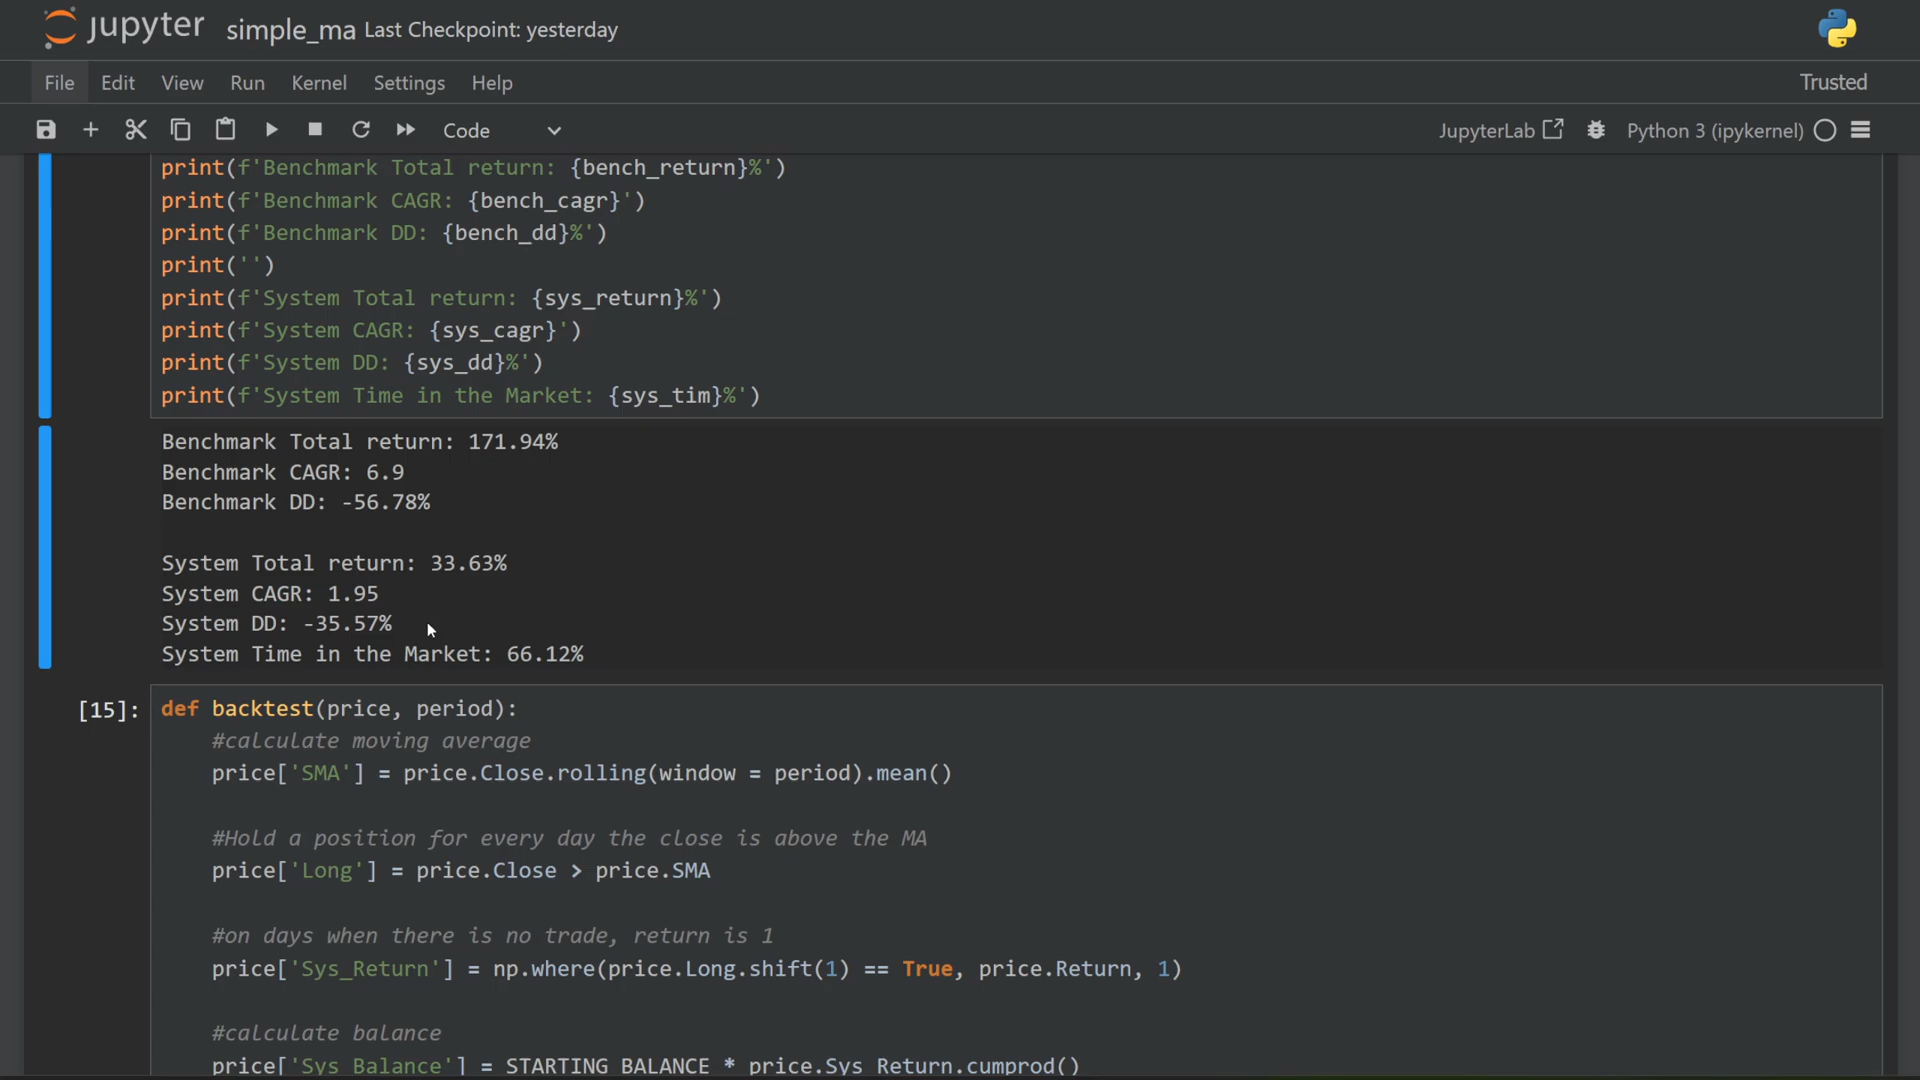 jupyter simple_ma Last Checkpoint: yesterday
File Edit View Run Kernel Settings Help Trusted
Code JupyterLab Python 3 (ipykernel)
print(f'Benchmark Total return: {bench_return}%')
print(f'Benchmark CAGR: {bench_cagr}')
print(f'Benchmark DD: {bench_dd}%')
print('')
print(f'System Total return: {sys_return}%')
print(f'System CAGR: {sys_cagr}')
print(f'System DD: {sys_dd}%')
print(f'System Time in the Market: {sys_tim}%')
Benchmark Total return: 171.94%
Benchmark CAGR: 6.9
Benchmark DD: -56.78%
System Total return: 33.63%
System CAGR: 1.95
System DD: -35.57%
System Time in the Market: 66.12%
[15]: def backtest(price, period):
#calculate moving average
price['SMA'] = price.Close.rolling(window = period).mean()
#Hold a position for every day the close is above the MA
price['Long'] = price.Close > price.SMA
#on days when there is no trade, return is 1
price['Sys_Return'] = np.where(price.Long.shift(1) == True, price.Return, 1)
#calculate balance
price['Sys_Balance'] = STARTING_BALANCE * price.Sys_Return.cumprod()